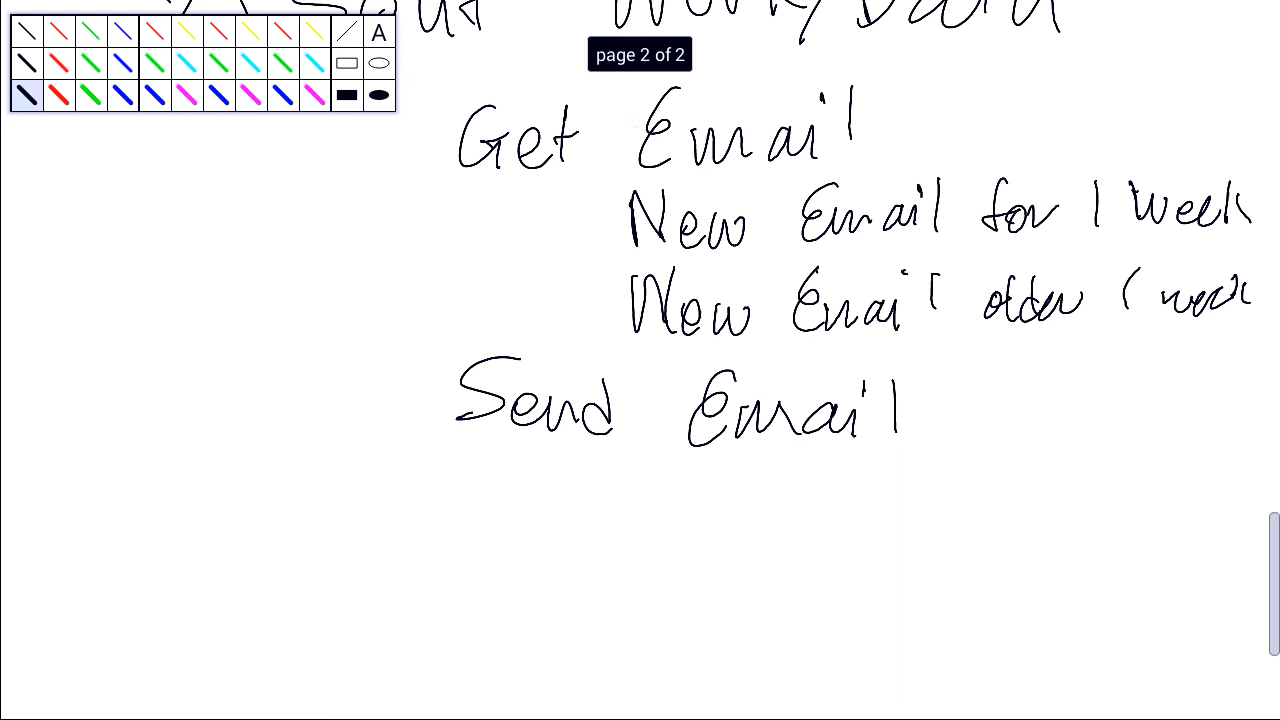 A
page 2 of 2
Get Email
New Email for 1 week
New Email older 1 week
Send Email